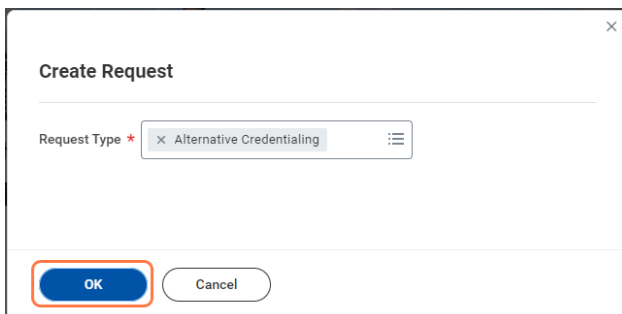 Create Request
Request Type * × Alternative Credentialing
OK Cancel